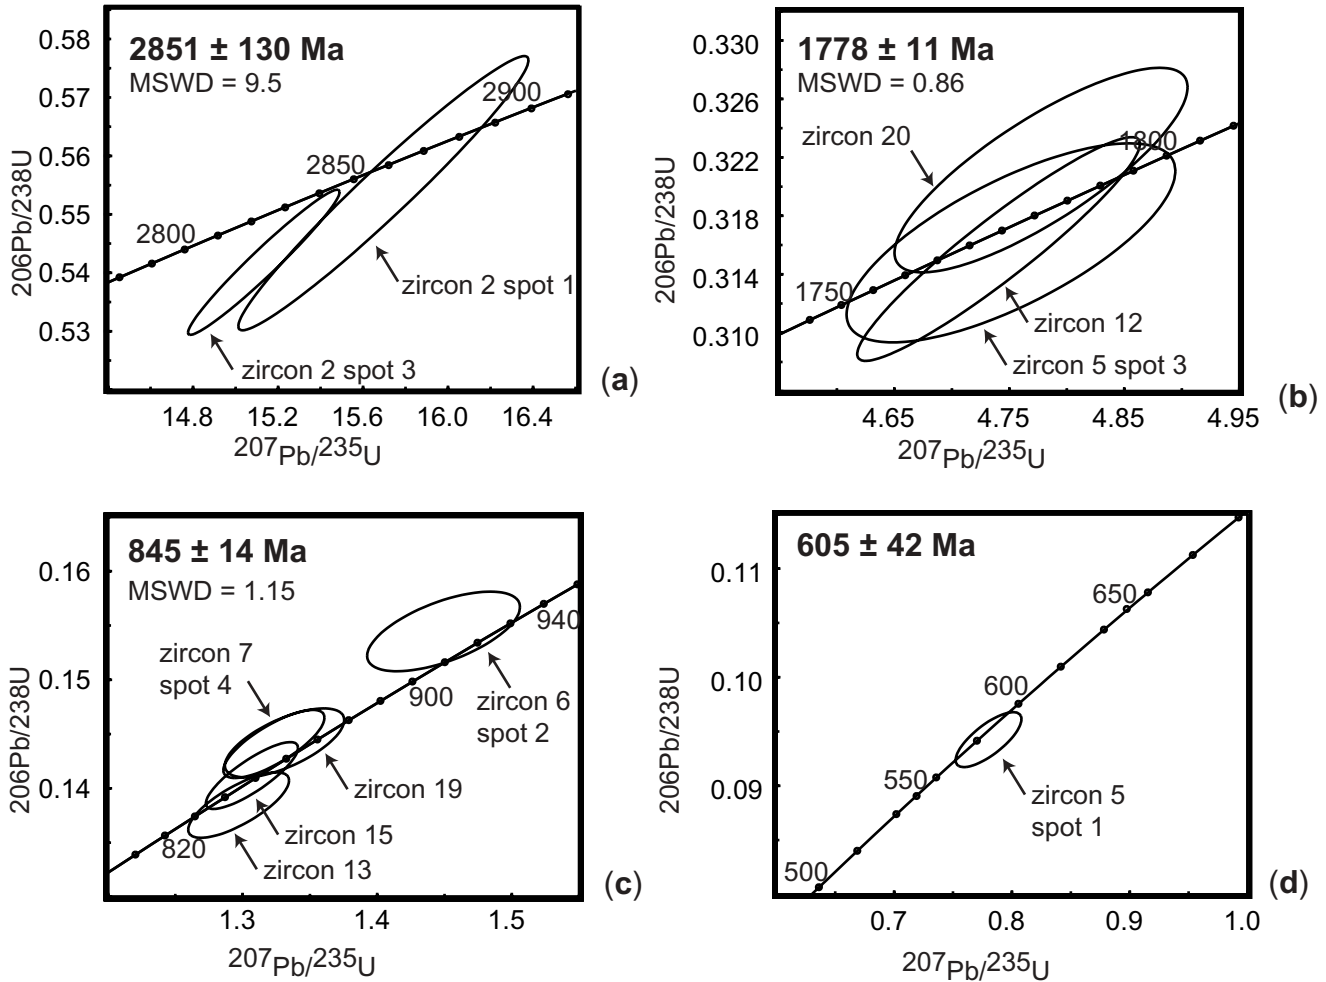 2851 ± 130 Ma
MSWD = 9.5
0.58
0.57
0.56
0.55
0.54
0.53
206Pb/238U
2900
2850
2800
zircon 2 spot 1
zircon 2 spot 3
14.8
15.2
15.6
16.0
16.4
207Pb/235U
(a)
1778 ± 11 Ma
MSWD = 0.86
0.330
0.326
0.322
0.318
0.314
0.310
206Pb/238U
zircon 20
1800
1750
zircon 12
zircon 5 spot 3
4.65
4.75
4.85
4.95
207Pb/235U
(b)
845 ± 14 Ma
MSWD = 1.15
0.16
0.15
0.14
206Pb/238U
zircon 7
spot 4
940
900
zircon 6
spot 2
zircon 19
zircon 15
820
zircon 13
1.3
1.4
1.5
207Pb/235U
(c)
605 ± 42 Ma
0.11
0.10
0.09
206Pb/238U
650
600
550
zircon 5
spot 1
500
0.7
0.8
0.9
1.0
207Pb/235U
(d)